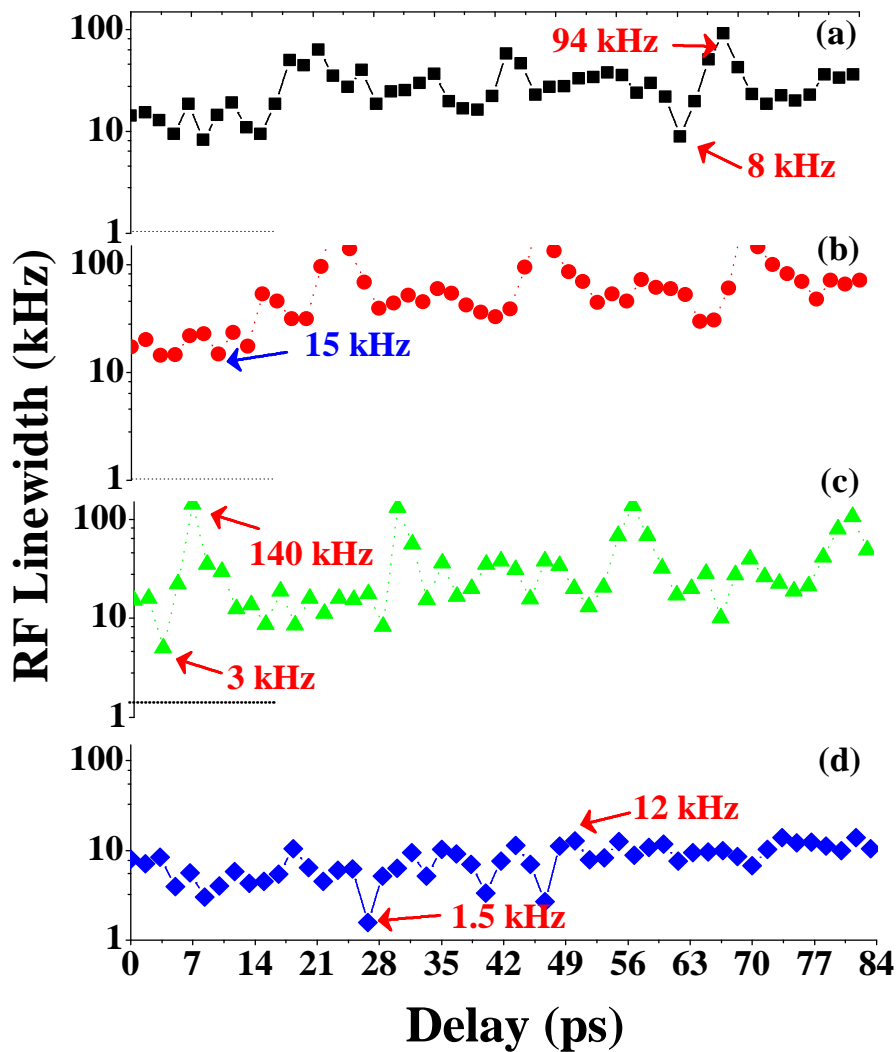 100
94 kHz
(a)
10
8 kHz
1
(b)
100
15 kHz
10
1
(c)
100
140 kHz
10
3 kHz
1
(d)
100
12 kHz
10
1.5 kHz
1
0 7 14 21 28 35 42 49 56 63 70 77 84
RF Linewidth (kHz)
Delay (ps)